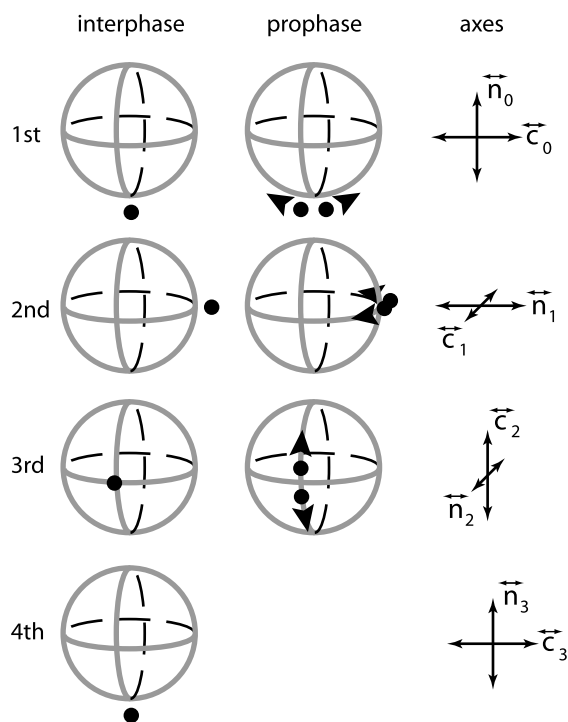 interphase prophase axes
1st n₀ c₀
2nd n₁ c₁
3rd c₂ n₂
4th n₃ c₃